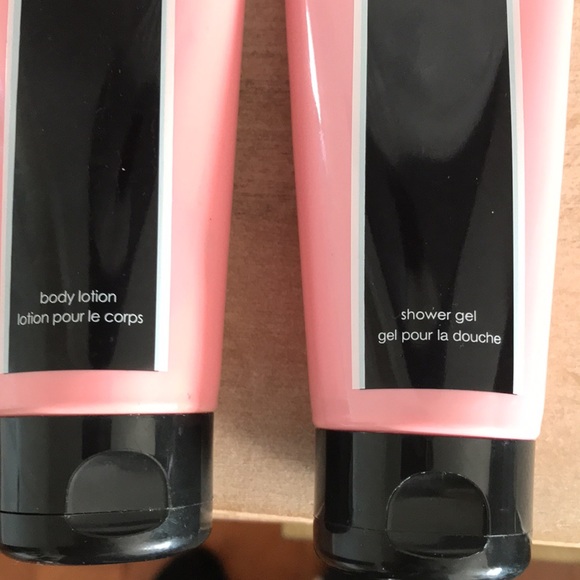 body lotion
lotion pour le corps
shower gel
gel pour la douche